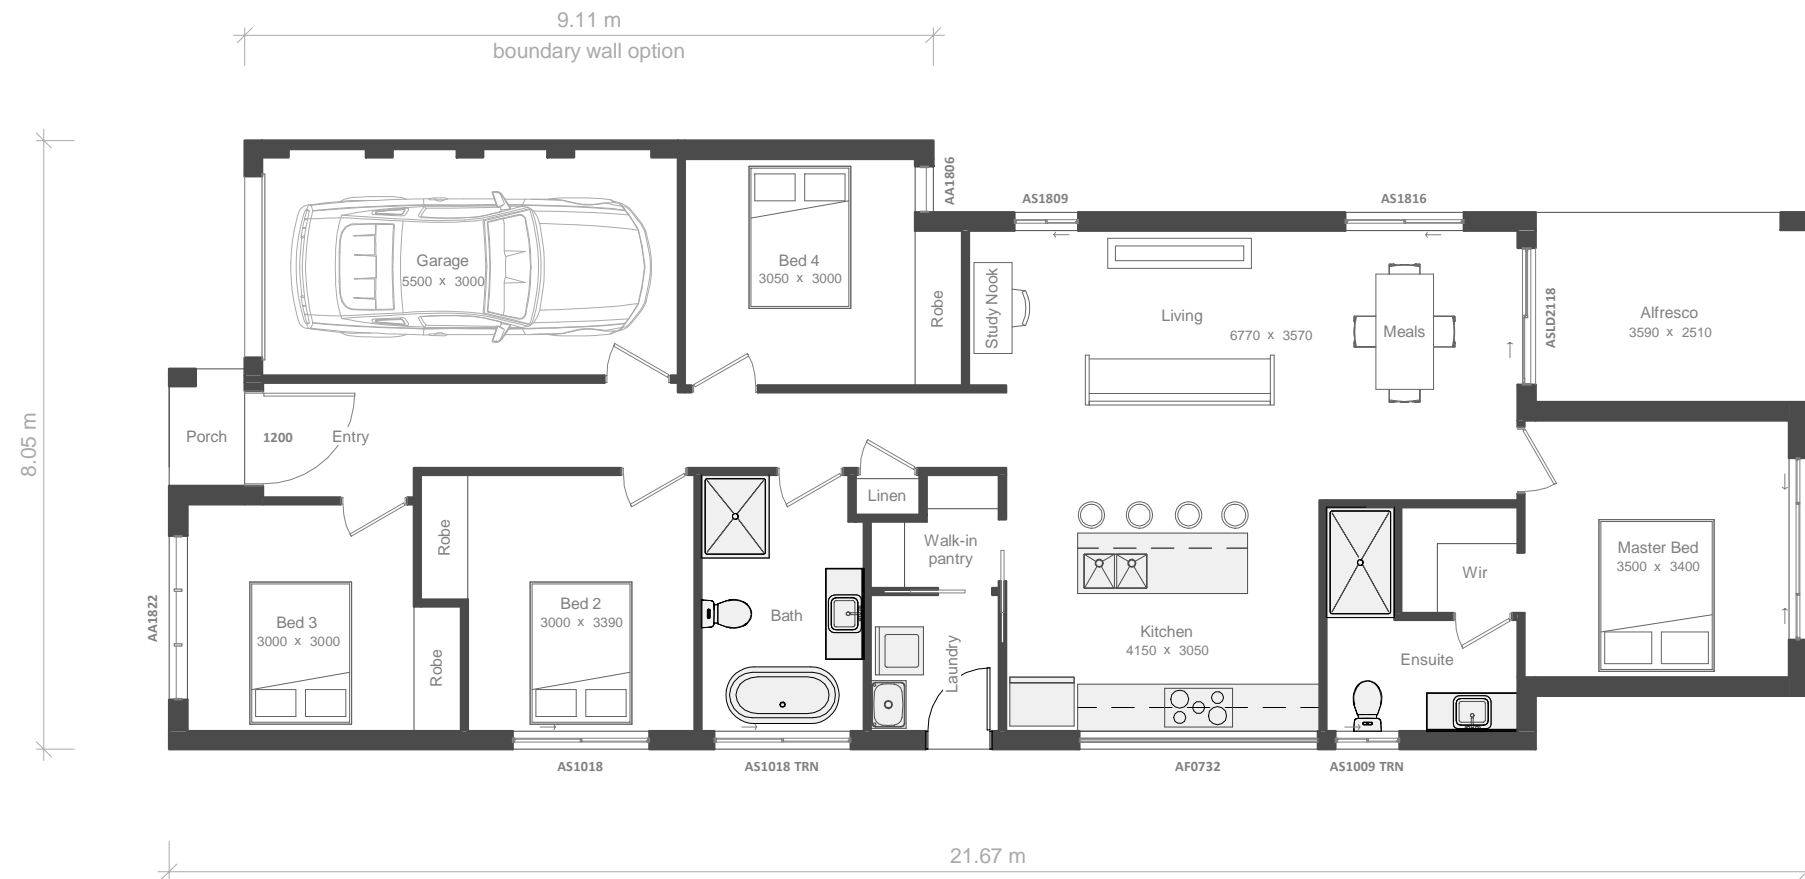 9.11 m
boundary wall option
8.05 m
AA1806
AS1809
AS1816
Garage
5500 x 3000
Bed 4
3050 x 3000
Robe
Study Nook
Living
6770 x 3570
Meals
ASLD2118
Alfresco
3590 x 2510
Porch
1200
Entry
Linen
Robe
Walk-in
pantry
Master Bed
3500 x 3400
Wir
AA1822
Bed 3
3000 x 3000
Bed 2
3000 x 3390
Bath
Kitchen
4150 x 3050
Robe
Laundry
Ensuite
AS1018
AS1018 TRN
AF0732
AS1009 TRN
21.67 m